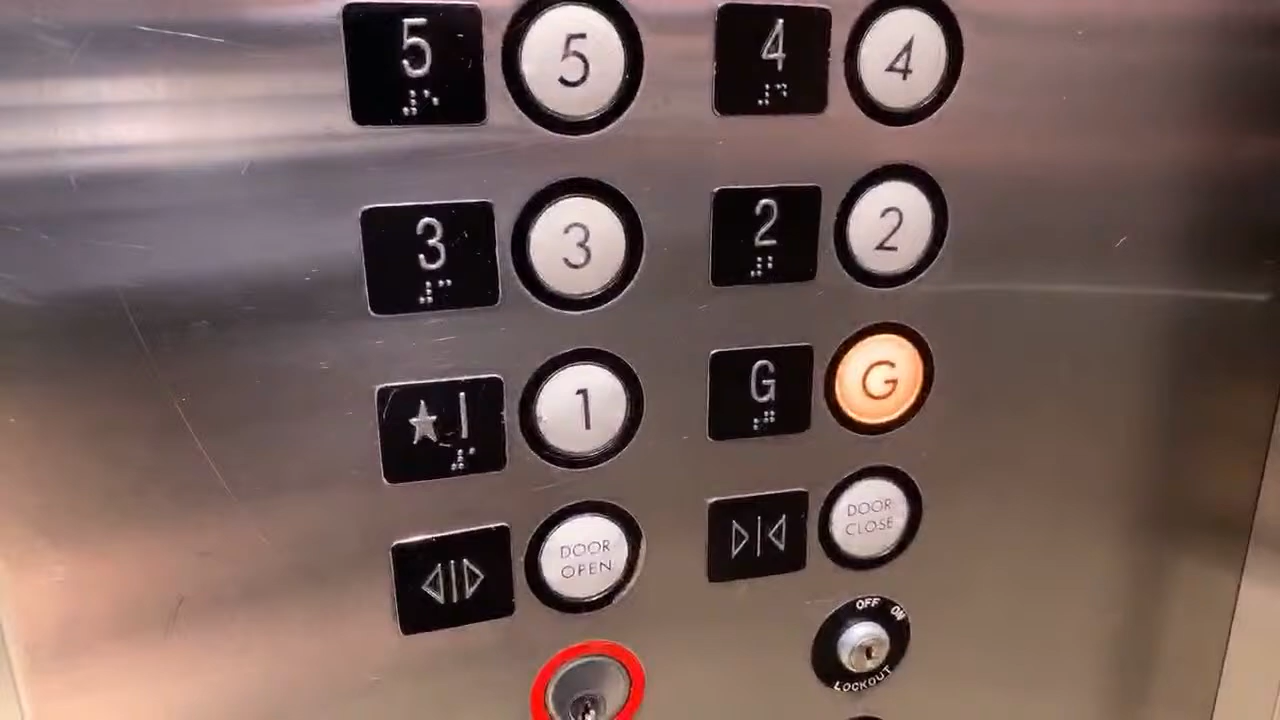 5 5 4 4
3 3 2 2
★1 1 G G
DOOR OPEN
DOOR CLOSE
OFF ON
LOCKOUT